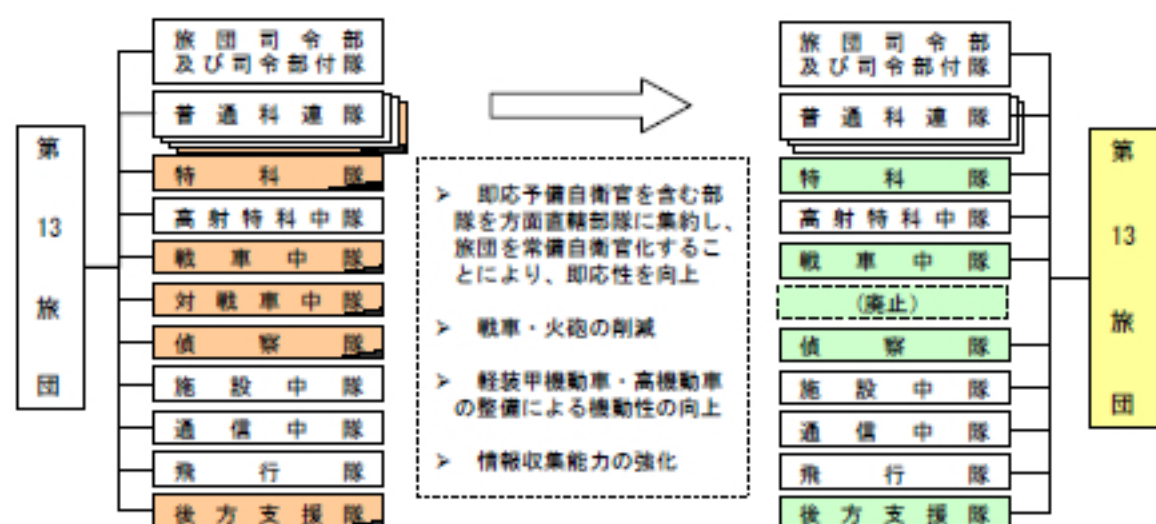 第13旅団
旅団司令部
及び司令部付隊
普通科連隊
特科隊
高射特科中隊
戦車中隊
対戦車中隊
偵察隊
施設中隊
通信中隊
飛行隊
後方支援隊
➢ 即応予備自衛官を含む部
隊を方面直轄部隊に集約し、
旅団を常備自衛官化するこ
とにより、即応性を向上
➢ 戦車・火砲の削減
➢ 軽装甲機動車・高機動車
の整備による機動性の向上
➢ 情報収集能力の強化
旅団司令部
及び司令部付隊
普通科連隊
特科隊
高射特科中隊
戦車中隊
(廃止)
偵察隊
施設中隊
通信中隊
飛行隊
後方支援隊
第13旅団